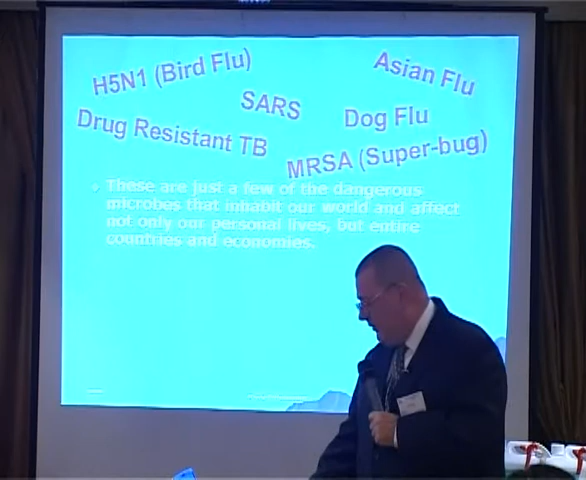 H5N1 (Bird Flu)
Asian Flu
SARS
Dog Flu
Drug Resistant TB
MRSA (Super-bug)
These are just a few of the dangerous
microbes that inhabit our world and affect
not only our personal lives, but entire
countries and economies.